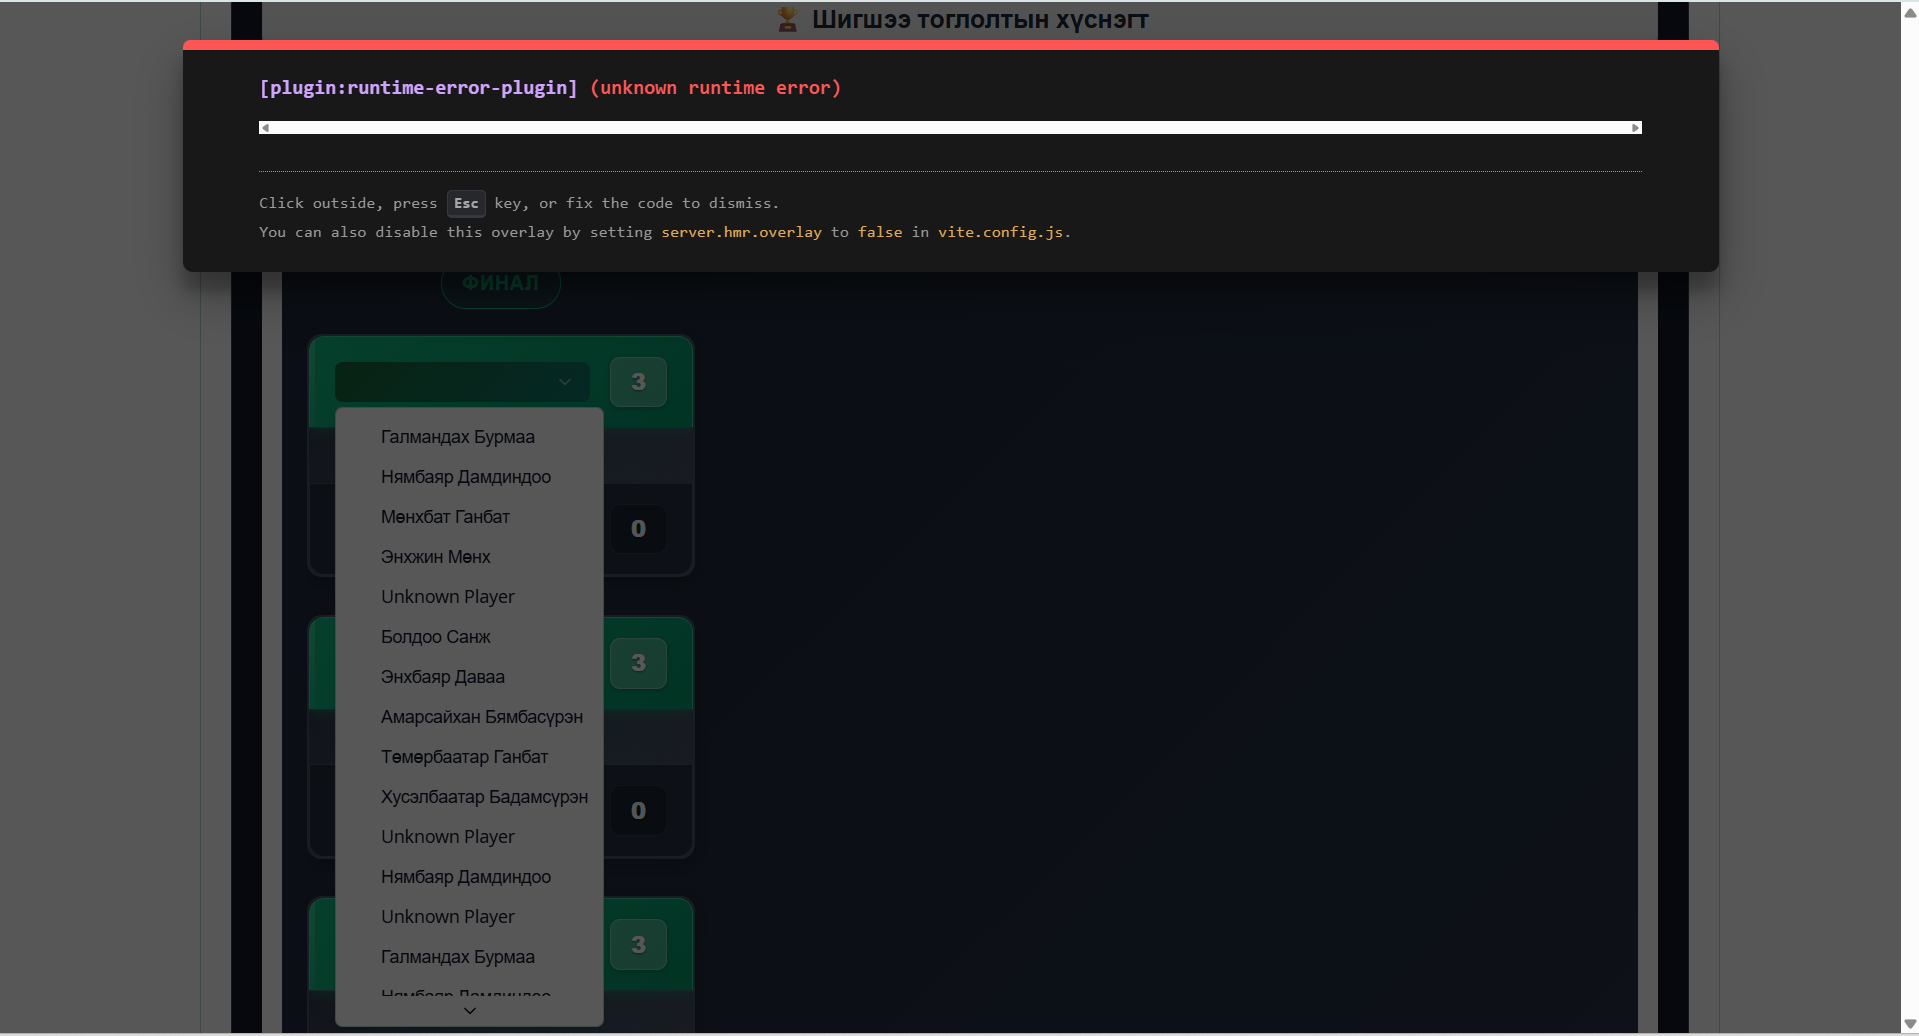 🏆 Шигшээ тоглолтын хүснэгт
[plugin:runtime-error-plugin] (unknown runtime error)
Click outside, press Esc key, or fix the code to dismiss.
You can also disable this overlay by setting server.hmr.overlay to false in vite.config.js.
ФИНАЛ
3
Галмандах Бурмаа
Нямбаяр Дамдиндоо
Мөнхбат Ганбат
0
Энхжин Мөнх
Unknown Player
Болдоо Санж
3
Энхбаяр Даваа
Амарсайхан Бямбасүрэн
Төмөрбаатар Ганбат
Хусэлбаатар Бадамсүрэн
0
Unknown Player
Нямбаяр Дамдиндоо
Unknown Player
3
Галмандах Бурмаа
Нямбаяр Дамдиндоо